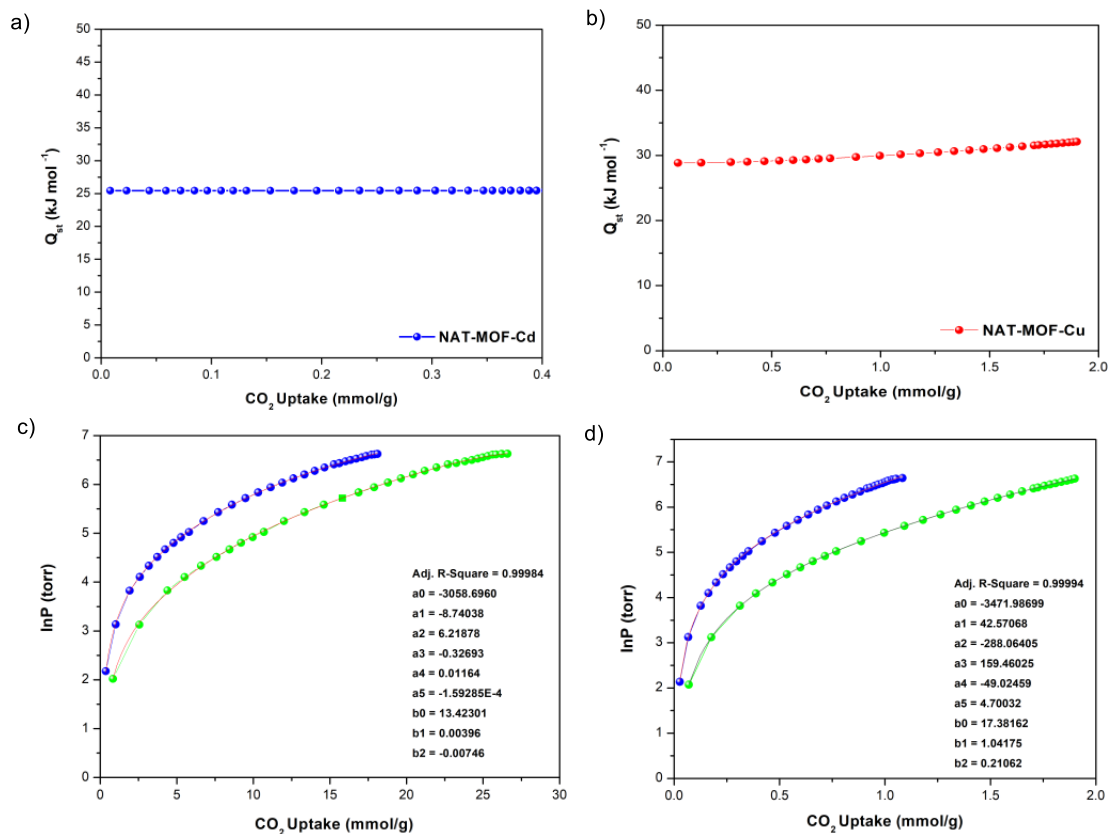 a)
50
45
40
35
30
25
20
15
10
5
0
Qst (kJ mol -1)
NAT-MOF-Cd
0.0 0.1 0.2 0.3 0.4
CO2 Uptake (mmol/g)
b)
50
40
30
20
10
0
Qst (kJ mol -1)
NAT-MOF-Cu
0.0 0.5 1.0 1.5 2.0
CO2 Uptake (mmol/g)
c)
7
6
5
4
3
2
1
0
lnP (torr)
Adj. R-Square = 0.99984
a0 = -3058.6960
a1 = -8.74038
a2 = 6.21878
a3 = -0.32693
a4 = 0.01164
a5 = -1.59285E-4
b0 = 13.42301
b1 = 0.00396
b2 = -0.00746
0 5 10 15 20 25 30
CO2 Uptake (mmol/g)
d)
7
6
5
4
3
2
1
0
lnP (torr)
Adj. R-Square = 0.99994
a0 = -3471.98699
a1 = 42.57068
a2 = -288.06405
a3 = 159.46025
a4 = -49.02459
a5 = 4.70032
b0 = 17.38162
b1 = 1.04175
b2 = 0.21062
0.0 0.5 1.0 1.5 2.0
CO2 Uptake (mmol/g)